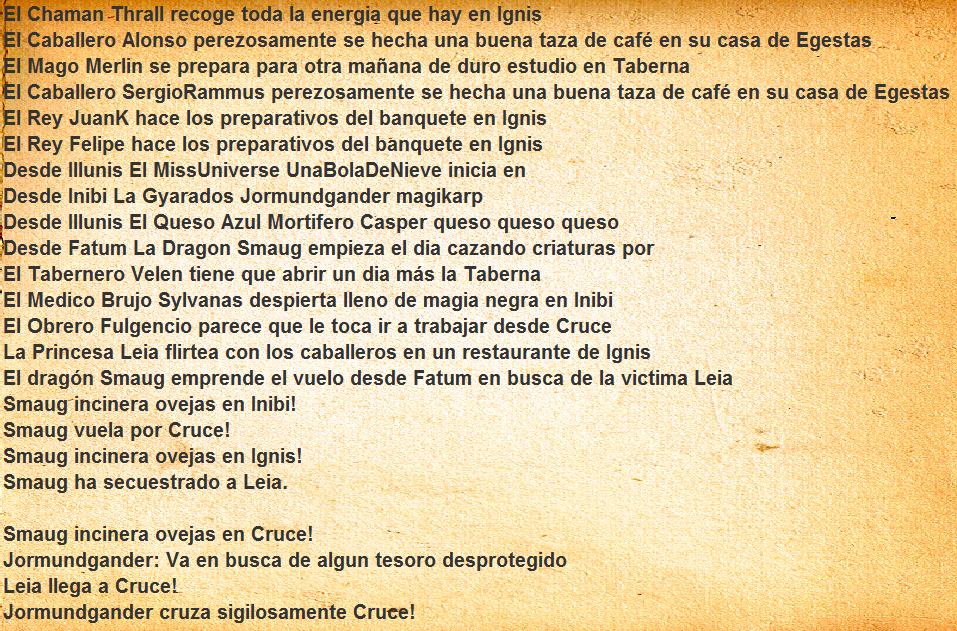 El Chaman Thrall recoge toda la energia que hay en Ignis
El Caballero Alonso perezosamente se hecha una buena taza de café en su casa de Egestas
El Mago Merlin se prepara para otra mañana de duro estudio en Taberna
El Caballero SergioRammus perezosamente se hecha una buena taza de café en su casa de Egestas
El Rey JuanK hace los preparativos del banquete en Ignis
El Rey Felipe hace los preparativos del banquete en Ignis
Desde Illunis El MissUniverse UnaBolaDeNieve inicia en
Desde Inibi La Gyarados Jormundgander magikarp
Desde Illunis El Queso Azul Mortifero Casper queso queso queso
Desde Fatum La Dragon Smaug empieza el dia cazando criaturas por
El Tabernero Velen tiene que abrir un dia más la Taberna
El Medico Brujo Sylvanas despierta lleno de magia negra en Inibi
El Obrero Fulgencio parece que le toca ir a trabajar desde Cruce
La Princesa Leia flirtea con los caballeros en un restaurante de Ignis
El dragón Smaug emprende el vuelo desde Fatum en busca de la victima Leia
Smaug incinera ovejas en Inibi!
Smaug vuela por Cruce!
Smaug incinera ovejas en Ignis!
Smaug ha secuestrado a Leia.
Smaug incinera ovejas en Cruce!
Jormundgander: Va en busca de algun tesoro desprotegido
Leia llega a Cruce!
Jormundgander cruza sigilosamente Cruce!